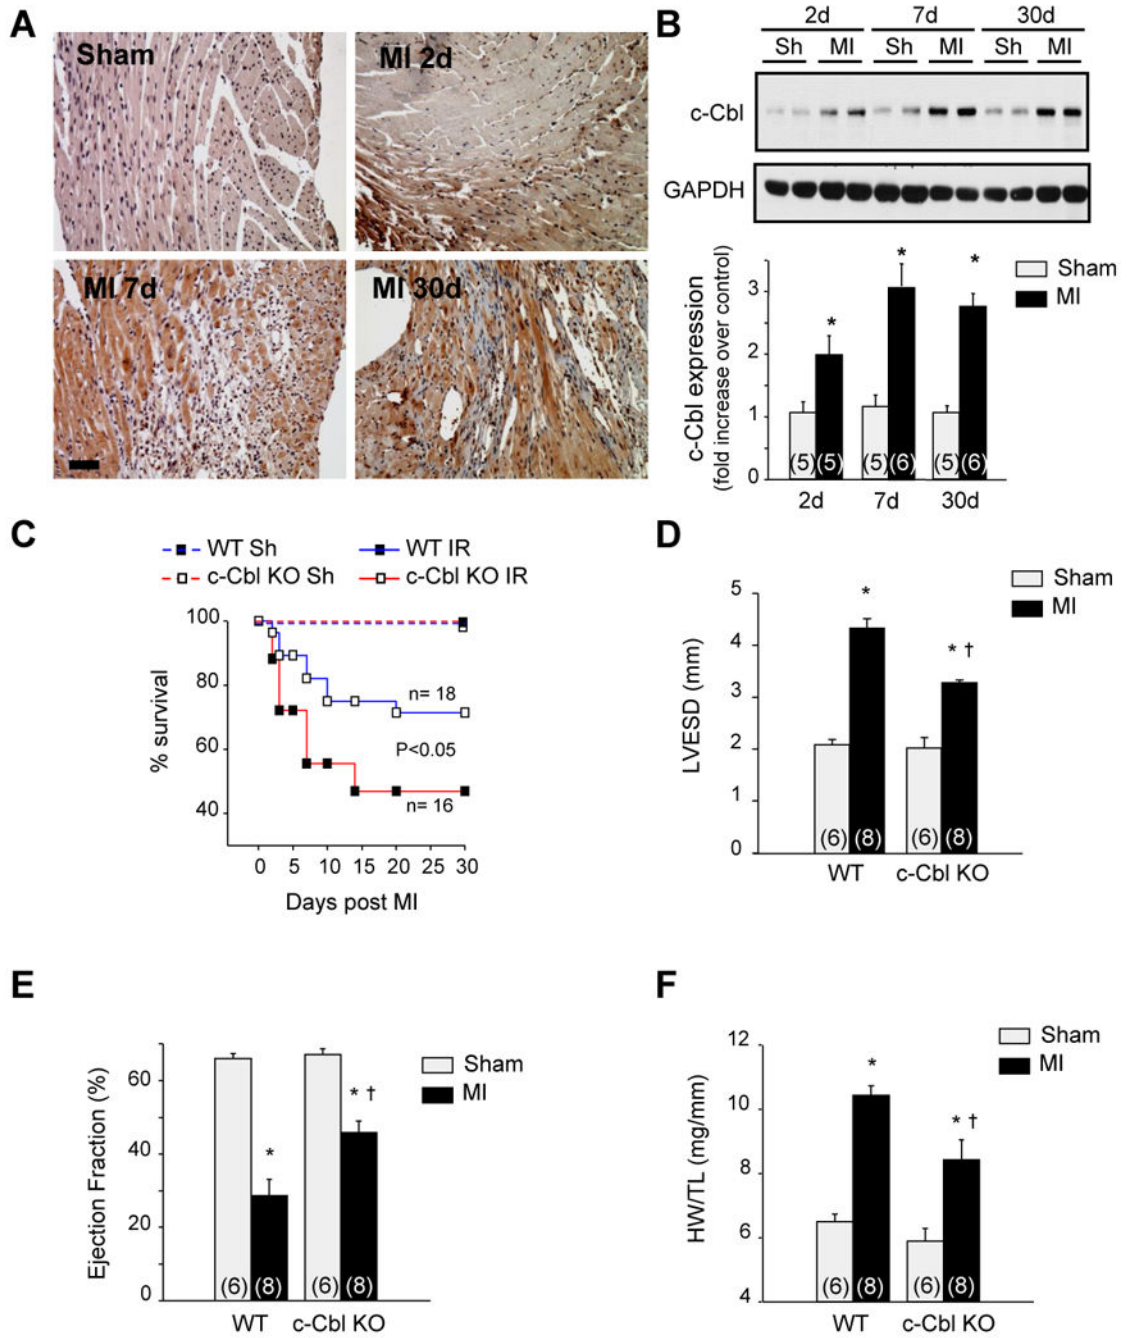 A
Sham
MI 2d
MI 7d
MI 30d
B
2d 7d 30d
Sh MI Sh MI Sh MI
c-Cbl
GAPDH
c-Cbl expression
(fold increase over control)
3
2
1
0
* * *
Sham
MI
(5) (5) (5) (6) (5) (6)
2d 7d 30d
C
WT Sh WT IR
c-Cbl KO Sh c-Cbl KO IR
% survival
100
80
60
40
n= 18
P<0.05
n= 16
0 5 10 15 20 25 30
Days post MI
D
Sham
MI
LVESD (mm)
5
4
3
2
1
0
*
* †
(6) (8) (6) (8)
WT c-Cbl KO
E
Sham
MI
Ejection Fraction (%)
60
40
20
0
*
* †
(6) (8) (6) (8)
WT c-Cbl KO
F
Sham
MI
HW/TL (mg/mm)
12
10
8
6
4
*
* †
(6) (8) (6) (8)
WT c-Cbl KO